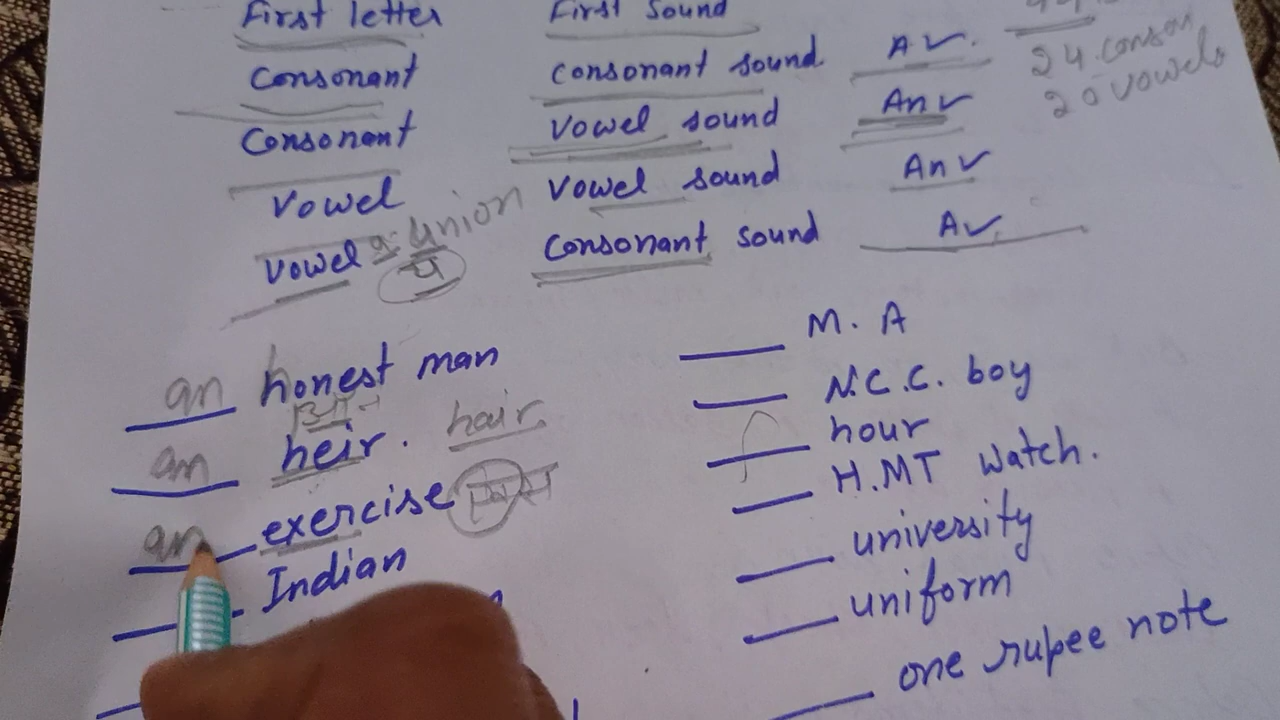 First letter First Sound
Consonant Consonant sound A ✓.
24 conson
Consonant Vowel sound An ✓
20 vowels
Vowel Vowel sound An ✓
Vowel a union Consonant sound A ✓
य
an honest man
an heir. hair
an exercise
Indian
M. A
N.C.C. boy
hour
H.MT watch.
university
uniform
one rupee note